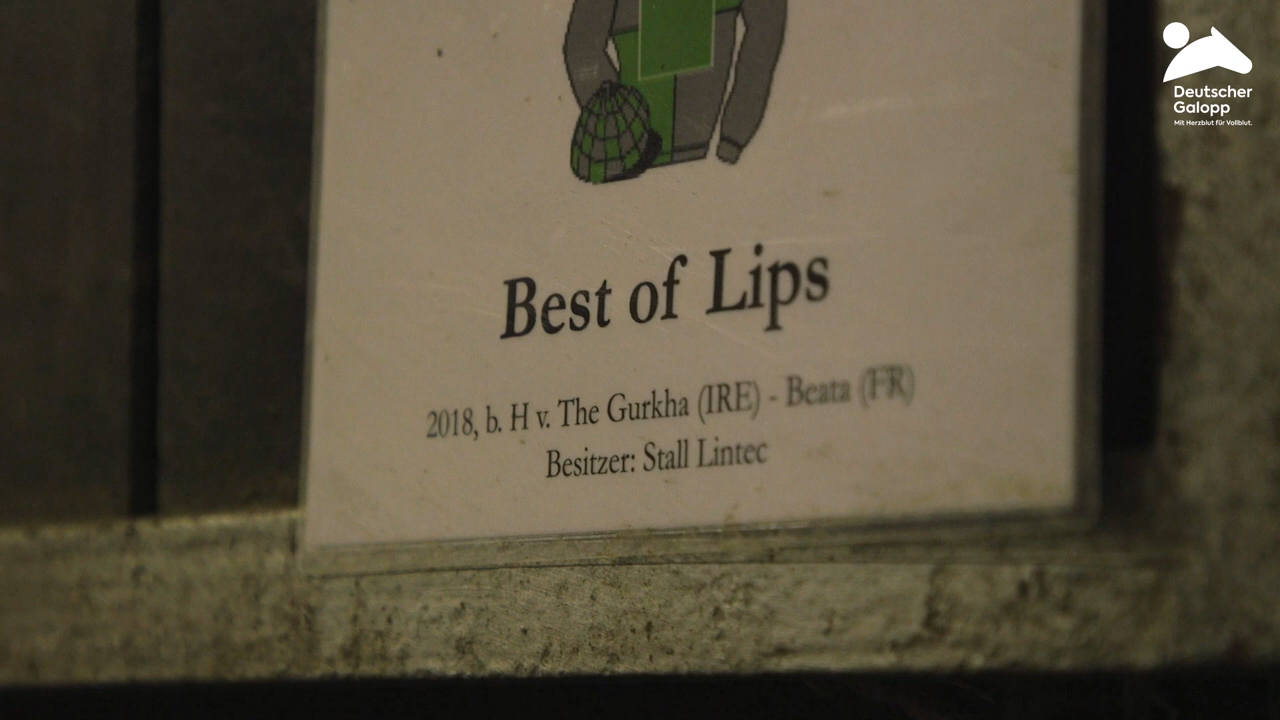 Deutscher
Galopp
Mit Herzblut für Vollblut.
Best of Lips
2018, b. H v. The Gurkha (IRE) - Beata (FR)
Besitzer: Stall Lintec